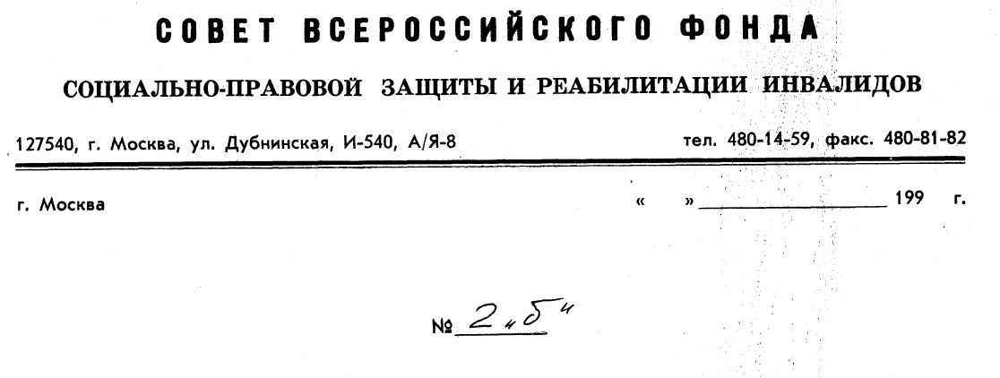 СОВЕТ ВСЕРОССИЙСКОГО ФОНДА
СОЦИАЛЬНО-ПРАВОВОЙ ЗАЩИТЫ И РЕАБИЛИТАЦИИ ИНВАЛИДОВ
127540, г. Москва, ул. Дубнинская, И-540, А/Я-8 тел. 480-14-59, факс. 480-81-82
г. Москва « »_______________ 199 г.
№ 2 „б“